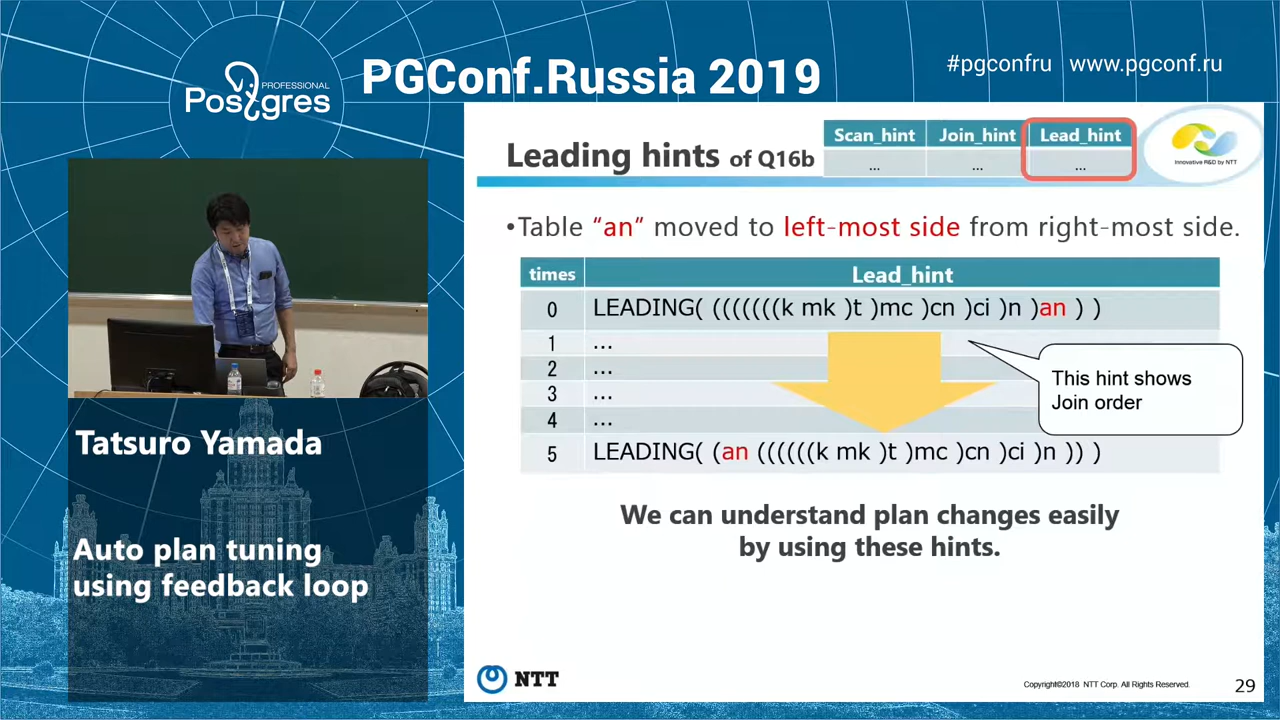 PROFESSIONAL
Postgres
PGConf.Russia 2019
#pgconfru www.pgconf.ru
Leading hints of Q16b
Scan_hint Join_hint Lead_hint
... ... ...
Innovative R&D by NTT
•Table “an” moved to left-most side from right-most side.
times Lead_hint
0 LEADING( (((((((k mk )t )mc )cn )ci )n )an ) )
1 ...
2 ...
3 ...
4 ...
5 LEADING( (an ((((((k mk )t )mc )cn )ci )n )) )
This hint shows
Join order
We can understand plan changes easily
by using these hints.
Tatsuro Yamada
Auto plan tuning
using feedback loop
NTT
Copyright©2018 NTT Corp. All Rights Reserved.
29